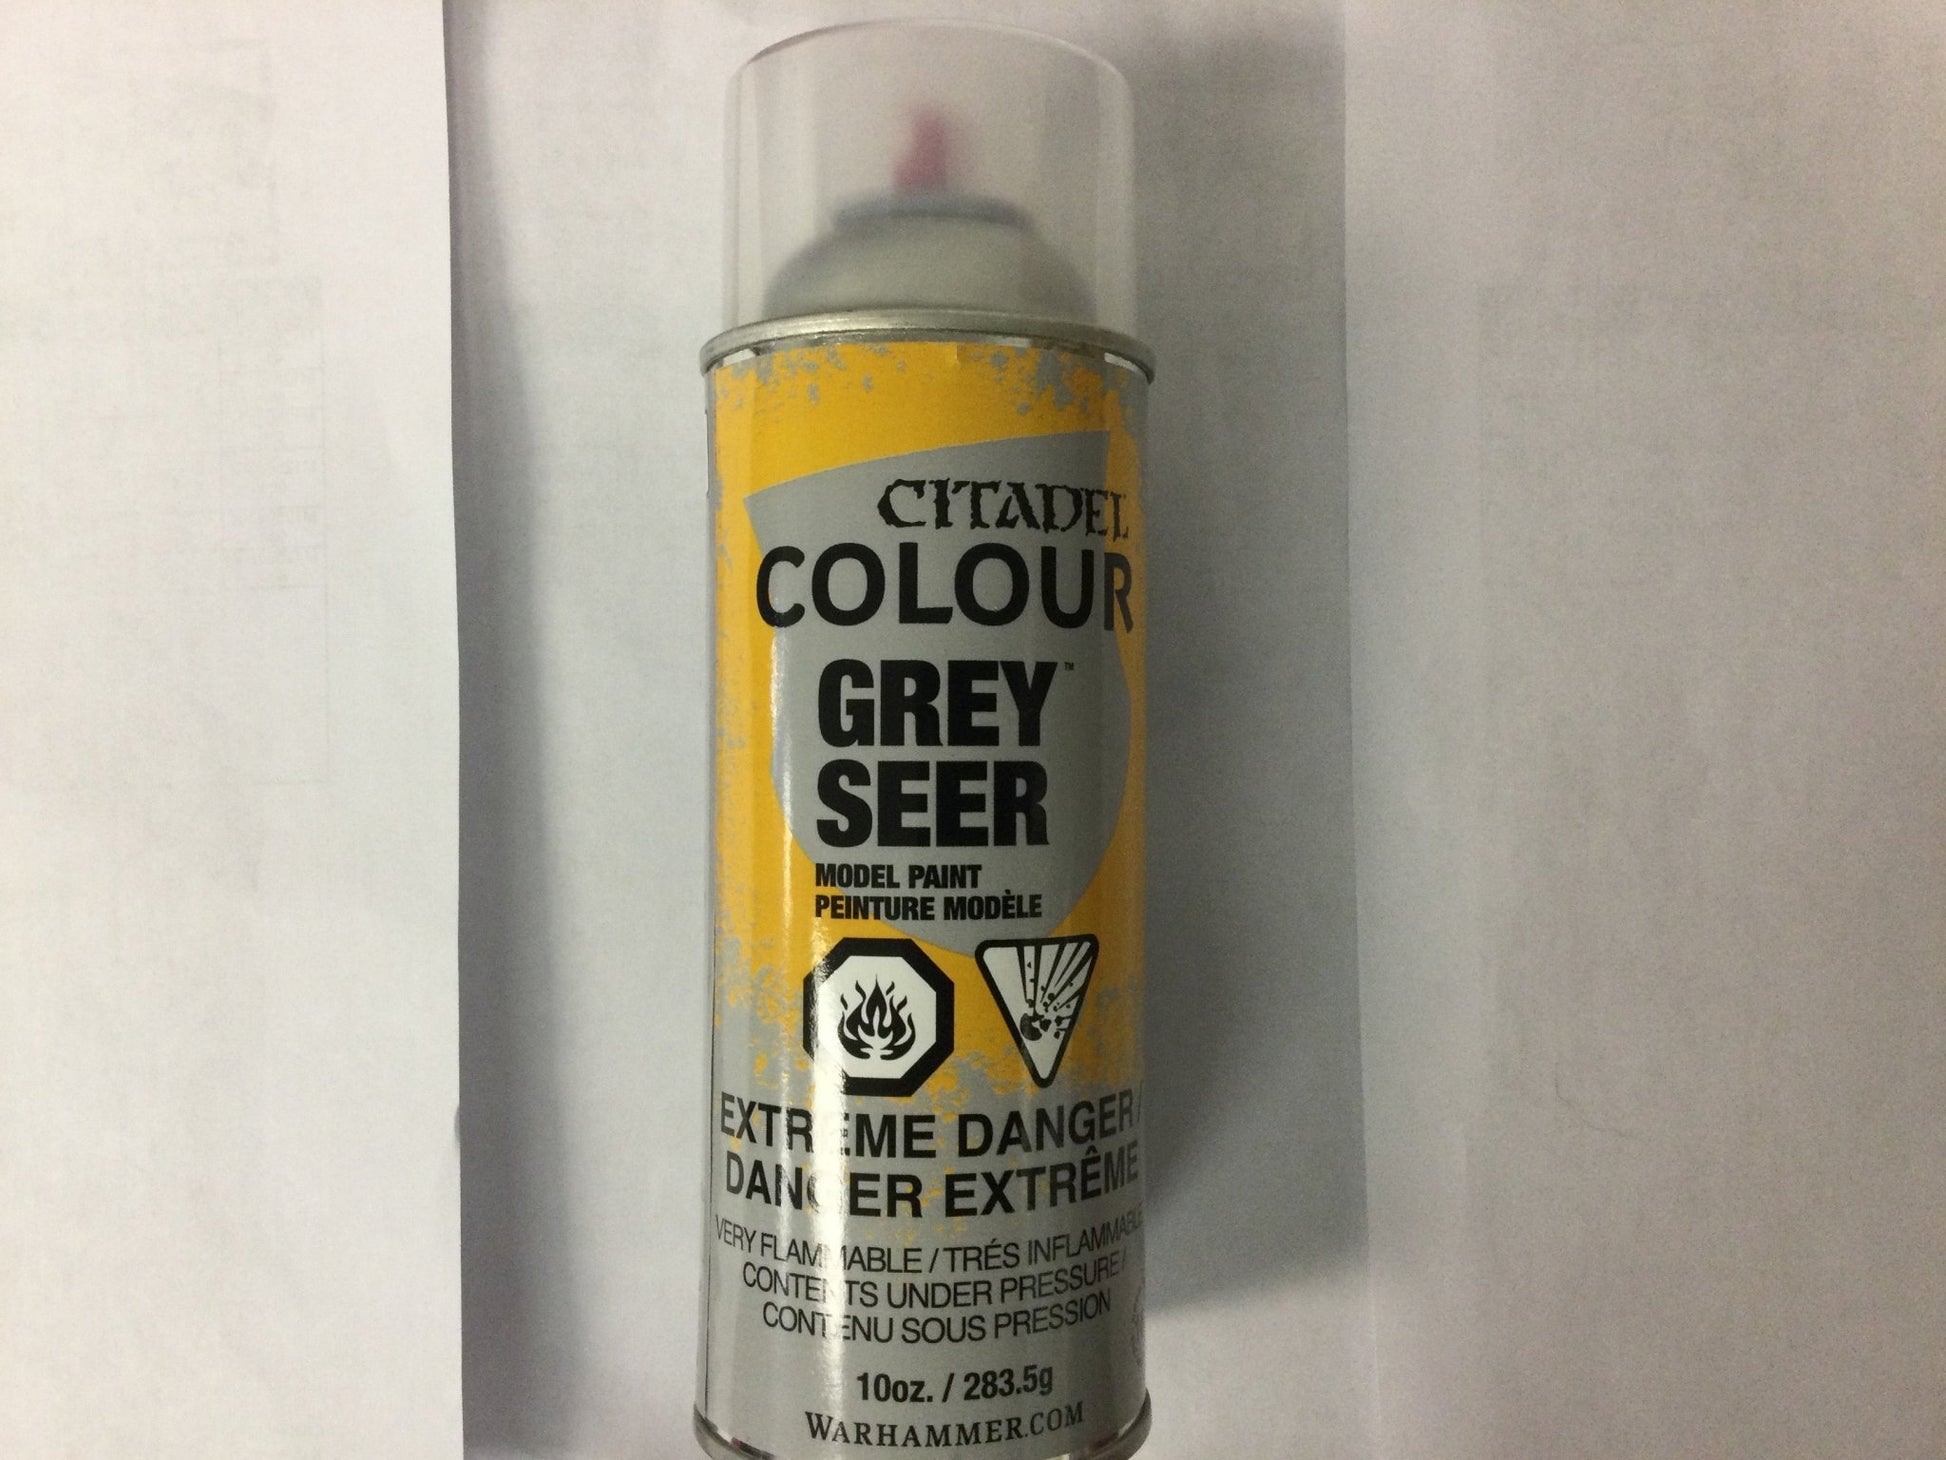 CITADEL
COLOUR
GREY™
SEER
MODEL PAINT
PEINTURE MODÈLE
EXTREME DANGER /
DANGER EXTRÊME
VERY FLAMMABLE / TRÉS INFLAMMABLE
CONTENTS UNDER PRESSURE /
CONTENU SOUS PRESSION
10oz. / 283.5g
WARHAMMER.COM